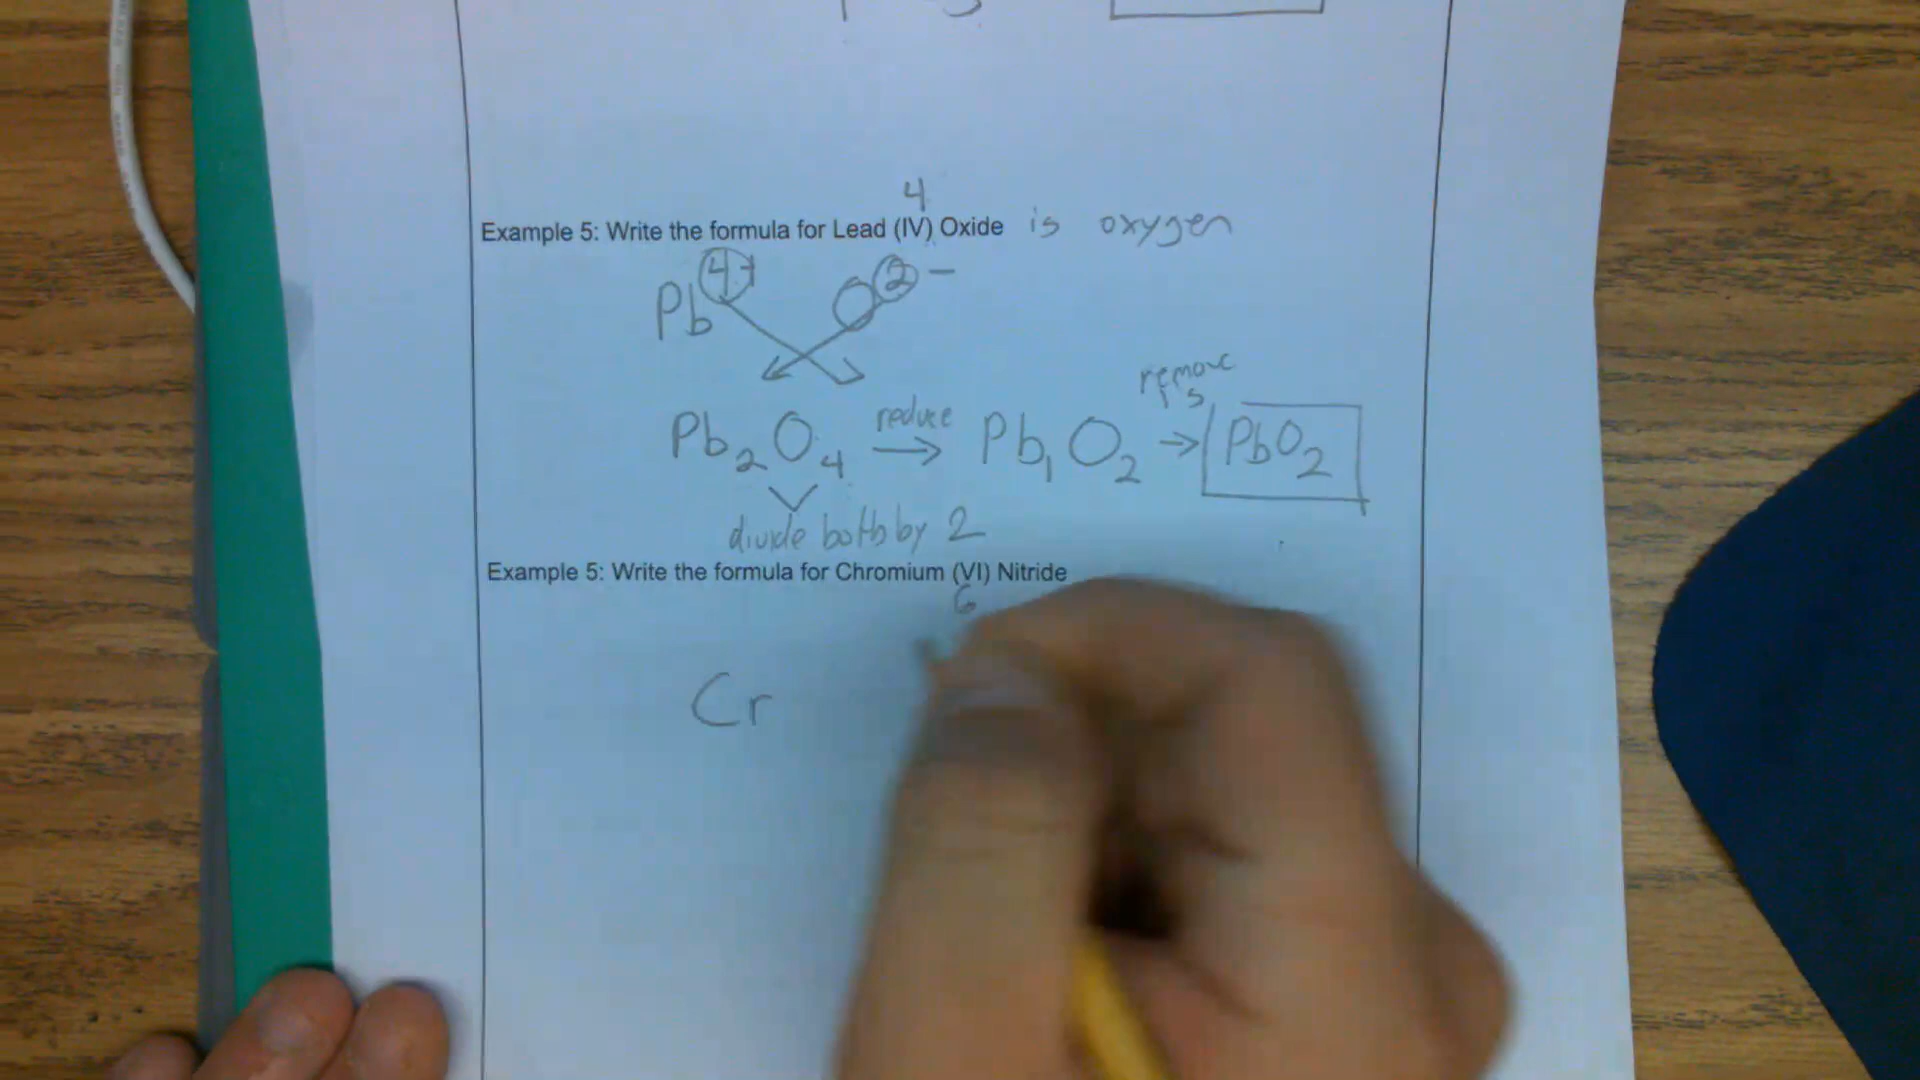 4
Example 5: Write the formula for Lead (IV) Oxide is oxygen
Pb 4+ O 2-
remove
1's
Pb2O4 reduce → Pb1O2 → PbO2
divide both by 2
Example 5: Write the formula for Chromium (VI) Nitride
6
Cr